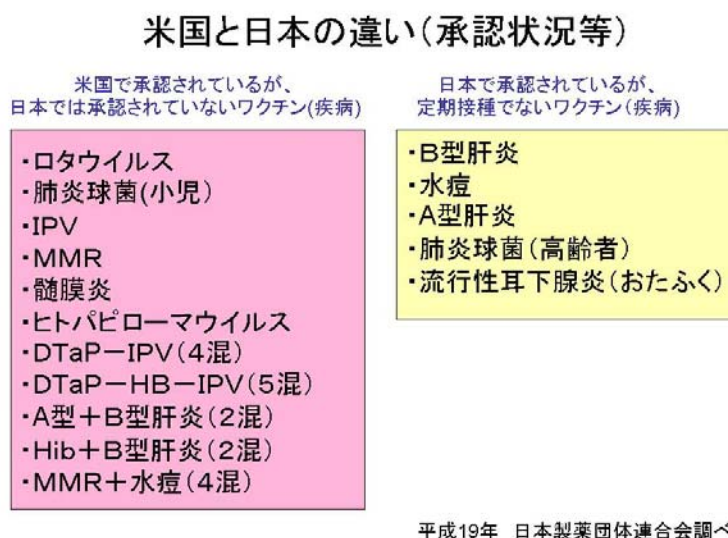 米国と日本の違い(承認状況等)
米国で承認されているが、
日本では承認されていないワクチン(疾病)
・ロタウイルス
・肺炎球菌(小児)
・IPV
・MMR
・髄膜炎
・ヒトパピローマウイルス
・DTaP－IPV(4混)
・DTaP－HB－IPV(5混)
・A型＋B型肝炎(2混)
・Hib＋B型肝炎(2混)
・MMR＋水痘(4混)
日本で承認されているが、
定期接種でないワクチン(疾病)
・B型肝炎
・水痘
・A型肝炎
・肺炎球菌(高齢者)
・流行性耳下腺炎(おたふく)
平成19年 日本製薬団体連合会調べ